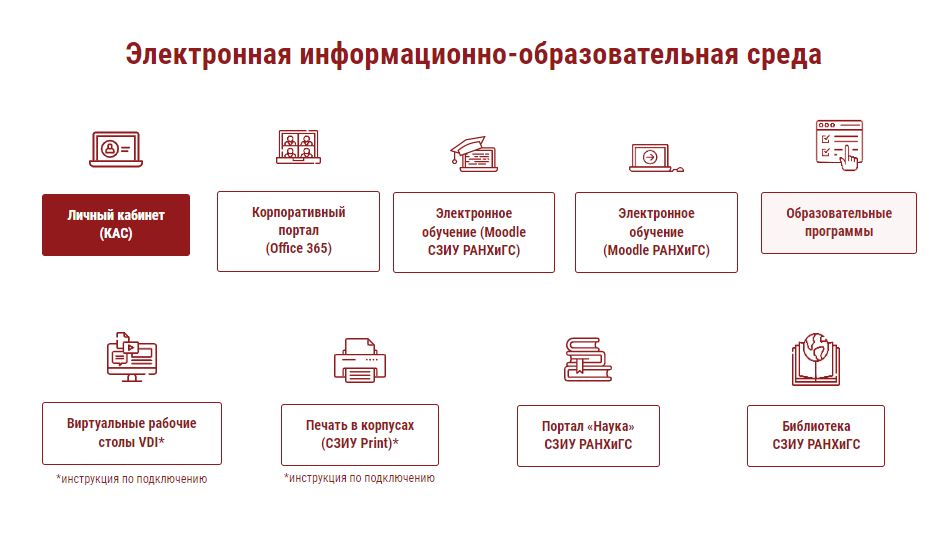 Электронная информационно-образовательная среда
Личный кабинет
(КАС)
Корпоративный
портал
(Office 365)
Электронное
обучение (Moodle
СЗИУ РАНХиГС)
Электронное
обучение
(Moodle РАНХиГС)
Образовательные
программы
Виртуальные рабочие
столы VDI*
*инструкция по подключению
Печать в корпусах
(СЗИУ Print)*
*инструкция по подключению
Портал «Наука»
СЗИУ РАНХиГС
Библиотека
СЗИУ РАНХиГС